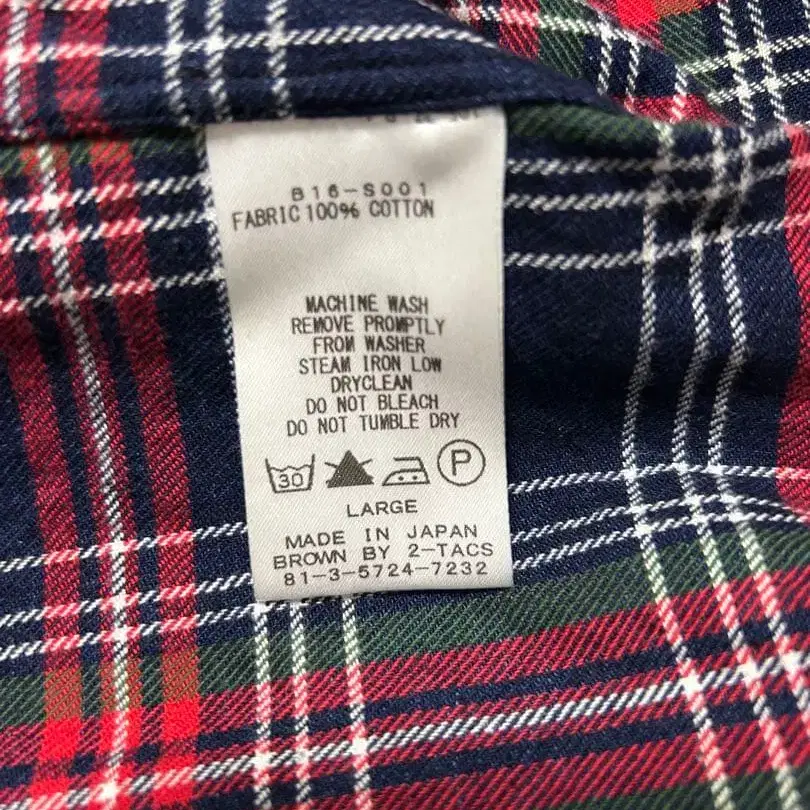 B16-S001
FABRIC 100% COTTON
MACHINE WASH
REMOVE PROMPTLY
FROM WASHER
STEAM IRON LOW
DRYCLEAN
DO NOT BLEACH
DO NOT TUMBLE DRY
30 P
LARGE
MADE IN JAPAN
BROWN BY 2-TACS
81-3-5724-7232